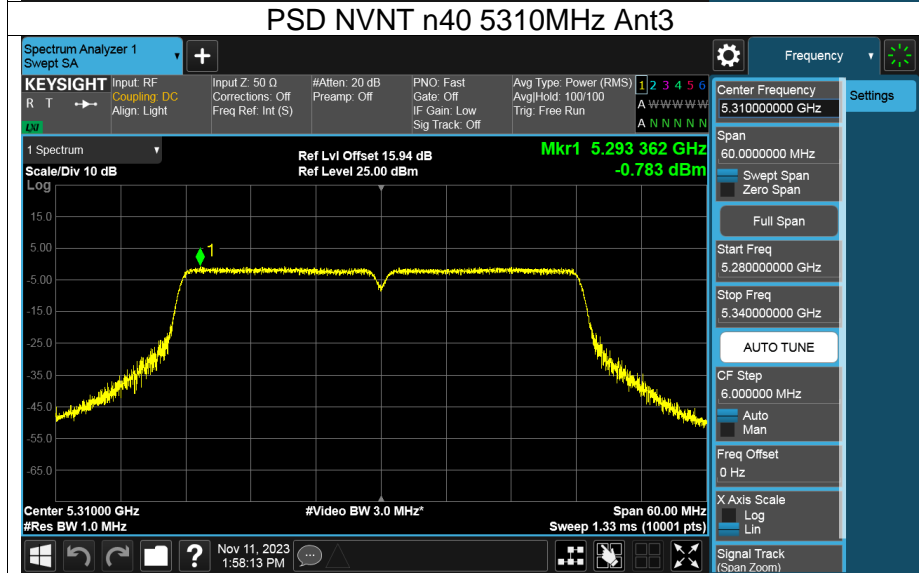 PSD NVNT n40 5310MHz Ant3
Spectrum Analyzer 1
Swept SA
+
Frequency
KEYSIGHT
R T
LXI
Input: RF
Coupling: DC
Align: Light
Input Z: 50 Ω
Corrections: Off
Freq Ref: Int (S)
#Atten: 20 dB
Preamp: Off
PNO: Fast
Gate: Off
IF Gain: Low
Sig Track: Off
Avg Type: Power (RMS)
Avg|Hold: 100/100
Trig: Free Run
1 2 3 4 5 6
A W W W W W
A N N N N N
1 Spectrum
Scale/Div 10 dB
Log
Ref Lvl Offset 15.94 dB
Ref Level 25.00 dBm
Mkr1 5.293 362 GHz
-0.783 dBm
15.0
5.00
-5.00
-15.0
-25.0
-35.0
-45.0
-55.0
-65.0
1
Center 5.31000 GHz
#Res BW 1.0 MHz
#Video BW 3.0 MHz*
Span 60.00 MHz
Sweep 1.33 ms (10001 pts)
?
Nov 11, 2023
1:58:13 PM
Center Frequency
5.310000000 GHz
Span
60.0000000 MHz
Swept Span
Zero Span
Full Span
Start Freq
5.280000000 GHz
Stop Freq
5.340000000 GHz
AUTO TUNE
CF Step
6.000000 MHz
Auto
Man
Freq Offset
0 Hz
X Axis Scale
Log
Lin
Signal Track
(Span Zoom)
Settings